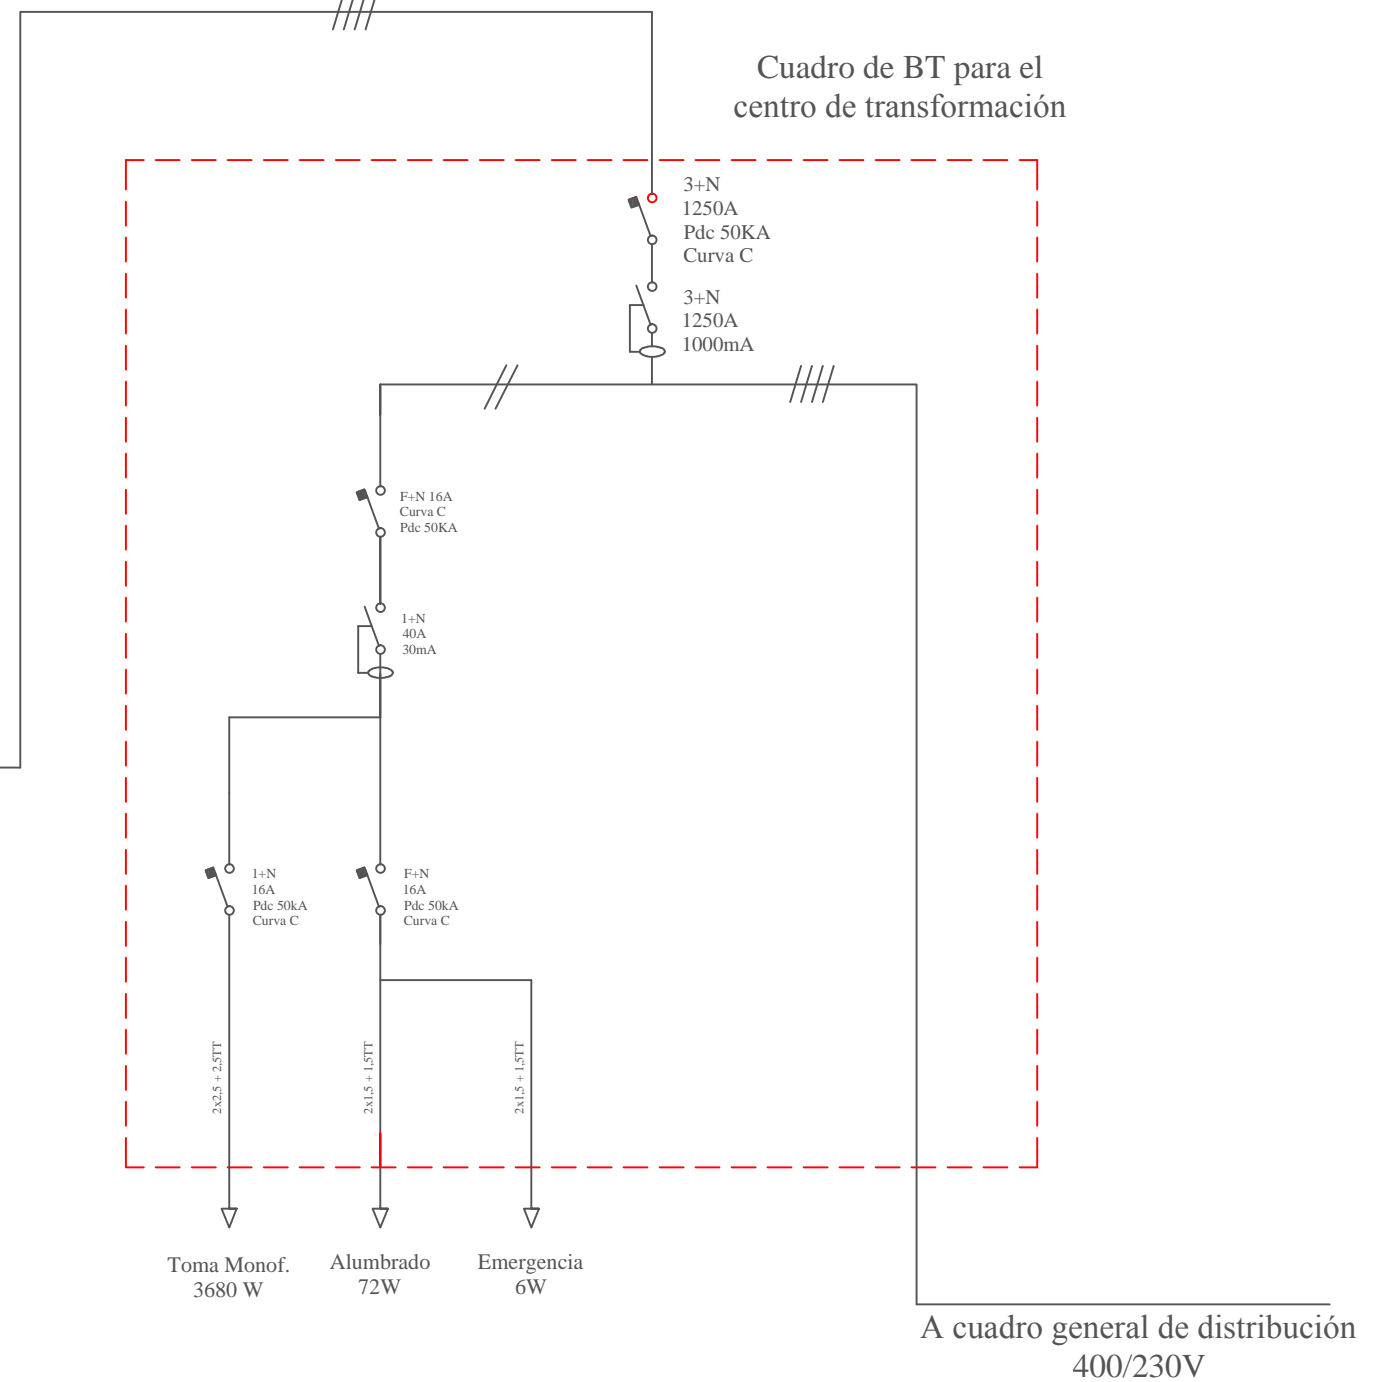 Cuadro de BT para el
centro de transformación
3+N
1250A
Pdc 50KA
Curva C
3+N
1250A
1000mA
F+N 16A
Curva C
Pdc 50KA
1+N
40A
30mA
1+N
16A
Pdc 50kA
Curva C
F+N
16A
Pdc 50kA
Curva C
2x2,5 + 2,5TT
2x1,5 + 1,5TT
2x1,5 + 1,5TT
Toma Monof.
3680 W
Alumbrado
72W
Emergencia
6W
A cuadro general de distribución
400/230V